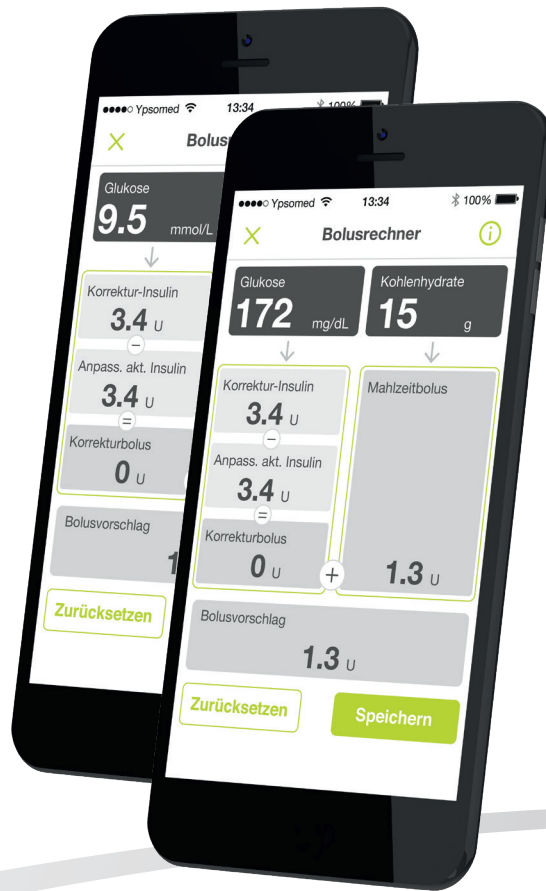 Ypsomed 13:34 100%
Bolus
Glukose
9.5 mmol/L
Korrektur-Insulin
3.4 U
−
Anpass. akt. Insulin
3.4 U
=
Korrekturbolus
0 U
Bolusvorschlag
1
Zurücksetzen
Ypsomed 13:34 100%
Bolusrechner
Glukose
172 mg/dL
Kohlenhydrate
15 g
Korrektur-Insulin
3.4 U
−
Anpass. akt. Insulin
3.4 U
=
Korrekturbolus
0 U
+
Mahlzeitbolus
1.3 U
Bolusvorschlag
1.3 U
Zurücksetzen
Speichern